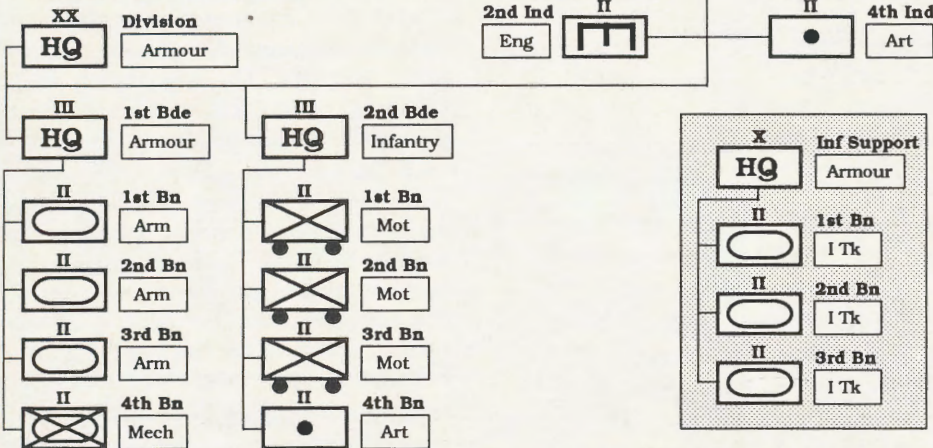 XX
Division
HQ
Armour
2nd Ind
II
Eng
II
4th Ind
Art
III
1st Bde
HQ
Armour
II
1st Bn
Arm
II
2nd Bn
Arm
II
3rd Bn
Arm
II
4th Bn
Mech
III
2nd Bde
HQ
Infantry
II
1st Bn
Mot
II
2nd Bn
Mot
II
3rd Bn
Mot
II
4th Bn
Art
X
Inf Support
HQ
Armour
II
1st Bn
I Tk
II
2nd Bn
I Tk
II
3rd Bn
I Tk